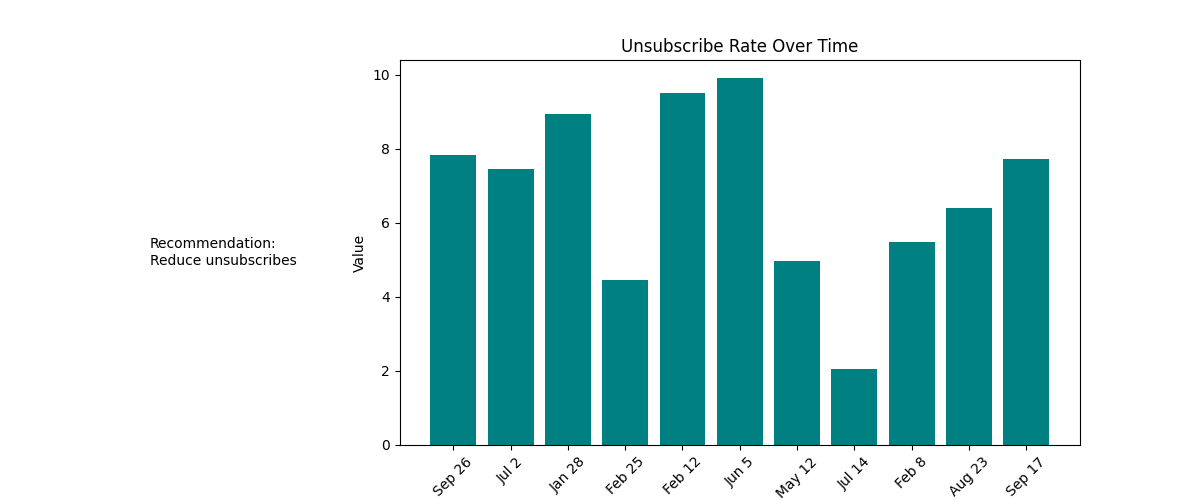 Unsubscribe Rate Over Time
Recommendation:
Reduce unsubscribes
Value
10
8
6
4
2
0
Sep 26
Jul 2
Jan 28
Feb 25
Feb 12
Jun 5
May 12
Jul 14
Feb 8
Aug 23
Sep 17